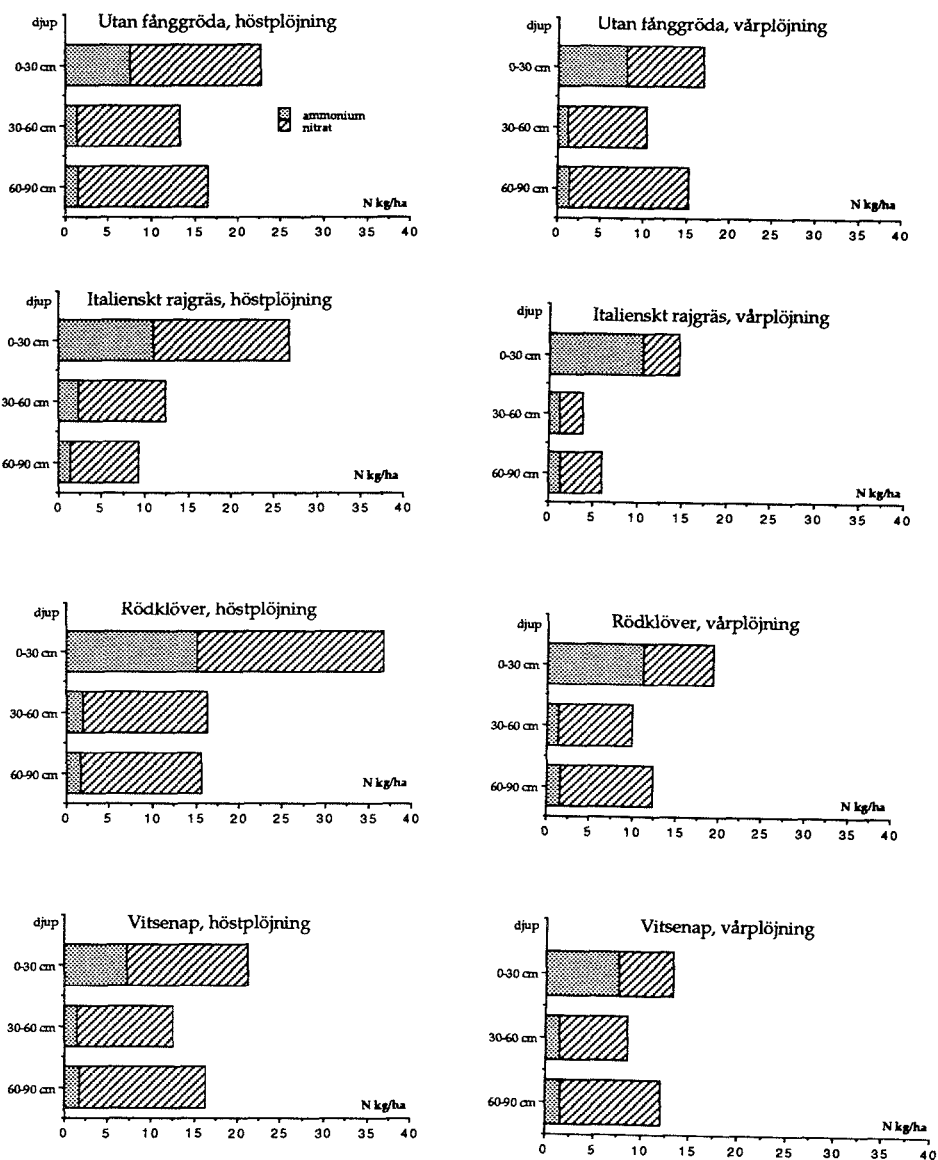 Utan fånggröda, höstplöjning
djup
0-30 cm
30-60 cm
60-90 cm
ammonium
nitrat
N kg/ha
0 5 10 15 20 25 30 35 40
Utan fånggröda, vårplöjning
djup
0-30 cm
30-60 cm
60-90 cm
N kg/ha
0 5 10 15 20 25 30 35 40
Italienskt rajgräs, höstplöjning
djup
0-30 cm
30-60 cm
60-90 cm
N kg/ha
0 5 10 15 20 25 30 35 40
Italienskt rajgräs, vårplöjning
djup
0-30 cm
30-60 cm
60-90 cm
N kg/ha
0 5 10 15 20 25 30 35 40
Rödklöver, höstplöjning
djup
0-30 cm
30-60 cm
60-90 cm
N kg/ha
0 5 10 15 20 25 30 35 40
Rödklöver, vårplöjning
djup
0-30 cm
30-60 cm
60-90 cm
N kg/ha
0 5 10 15 20 25 30 35 40
Vitsenap, höstplöjning
djup
0-30 cm
30-60 cm
60-90 cm
N kg/ha
0 5 10 15 20 25 30 35 40
Vitsenap, vårplöjning
djup
0-30 cm
30-60 cm
60-90 cm
N kg/ha
0 5 10 15 20 25 30 35 40